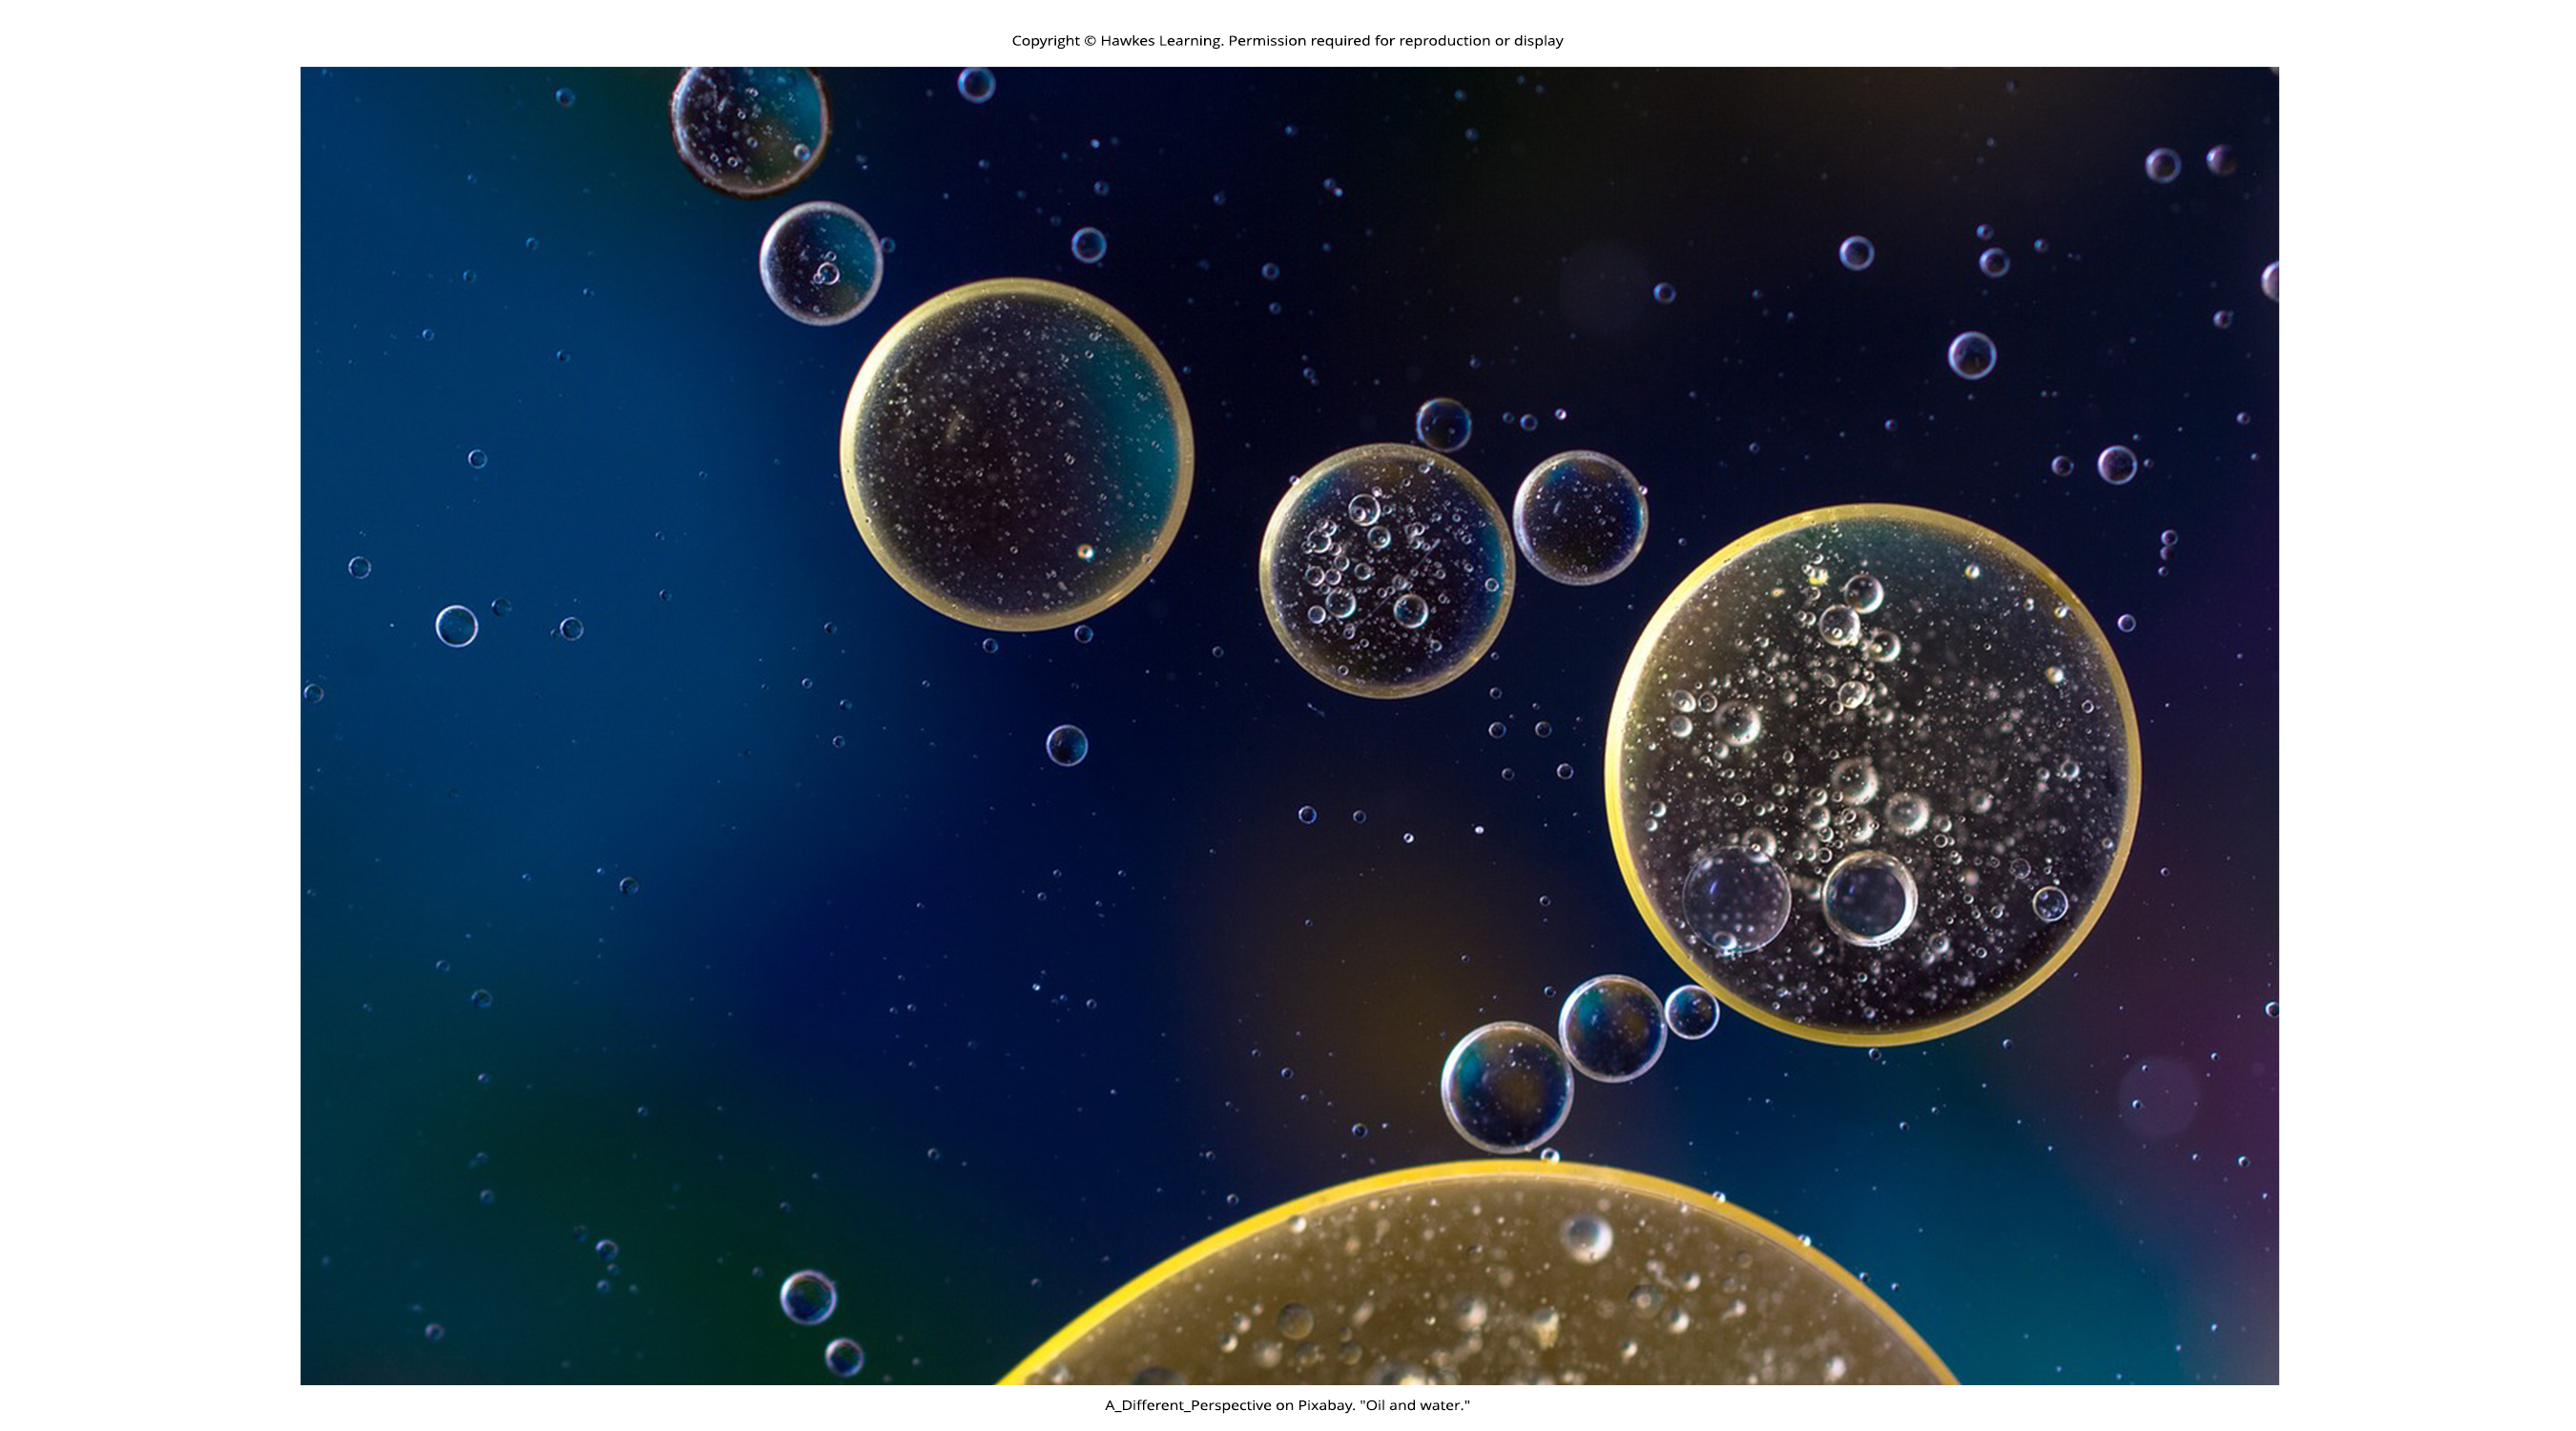 Copyright © Hawkes Learning. Permission required for reproduction or display
A_Different_Perspective on Pixabay. "Oil and water."